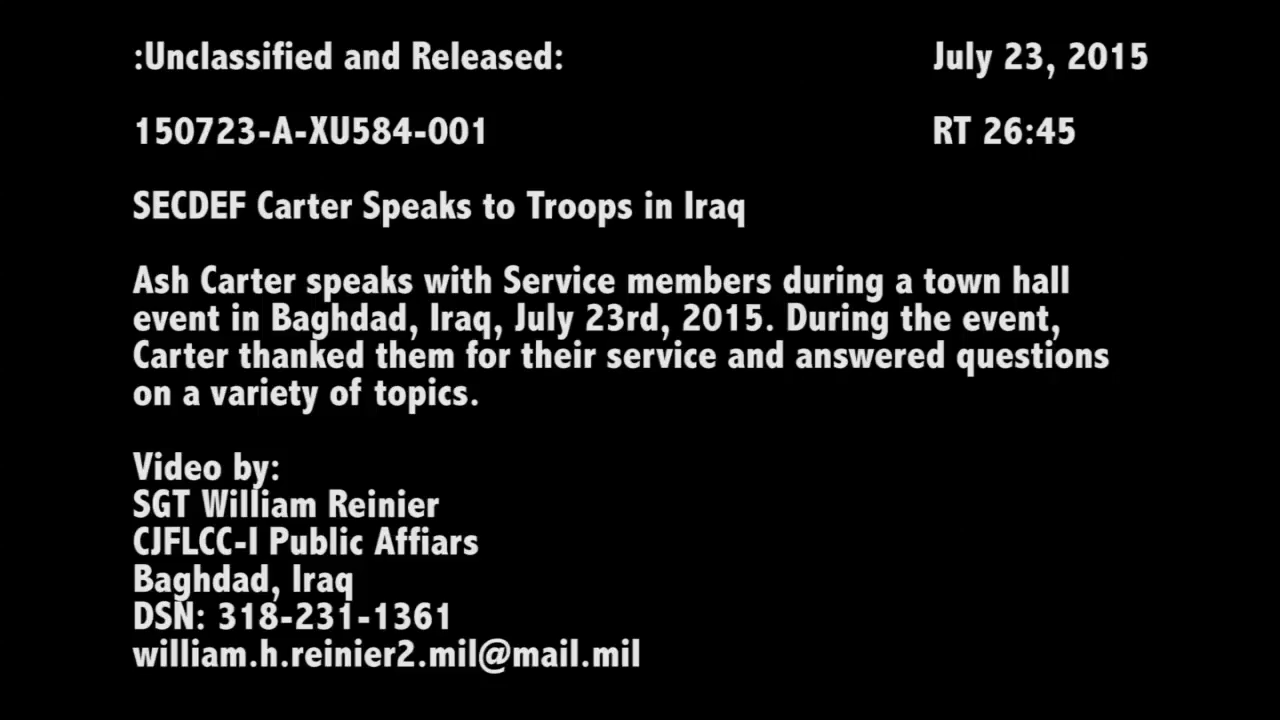 :Unclassified and Released: July 23, 2015
150723-A-XU584-001 RT 26:45
SECDEF Carter Speaks to Troops in Iraq
Ash Carter speaks with Service members during a town hall
event in Baghdad, Iraq, July 23rd, 2015. During the event,
Carter thanked them for their service and answered questions
on a variety of topics.
Video by:
SGT William Reinier
CJFLCC-I Public Affiars
Baghdad, Iraq
DSN: 318-231-1361
william.h.reinier2.mil@mail.mil